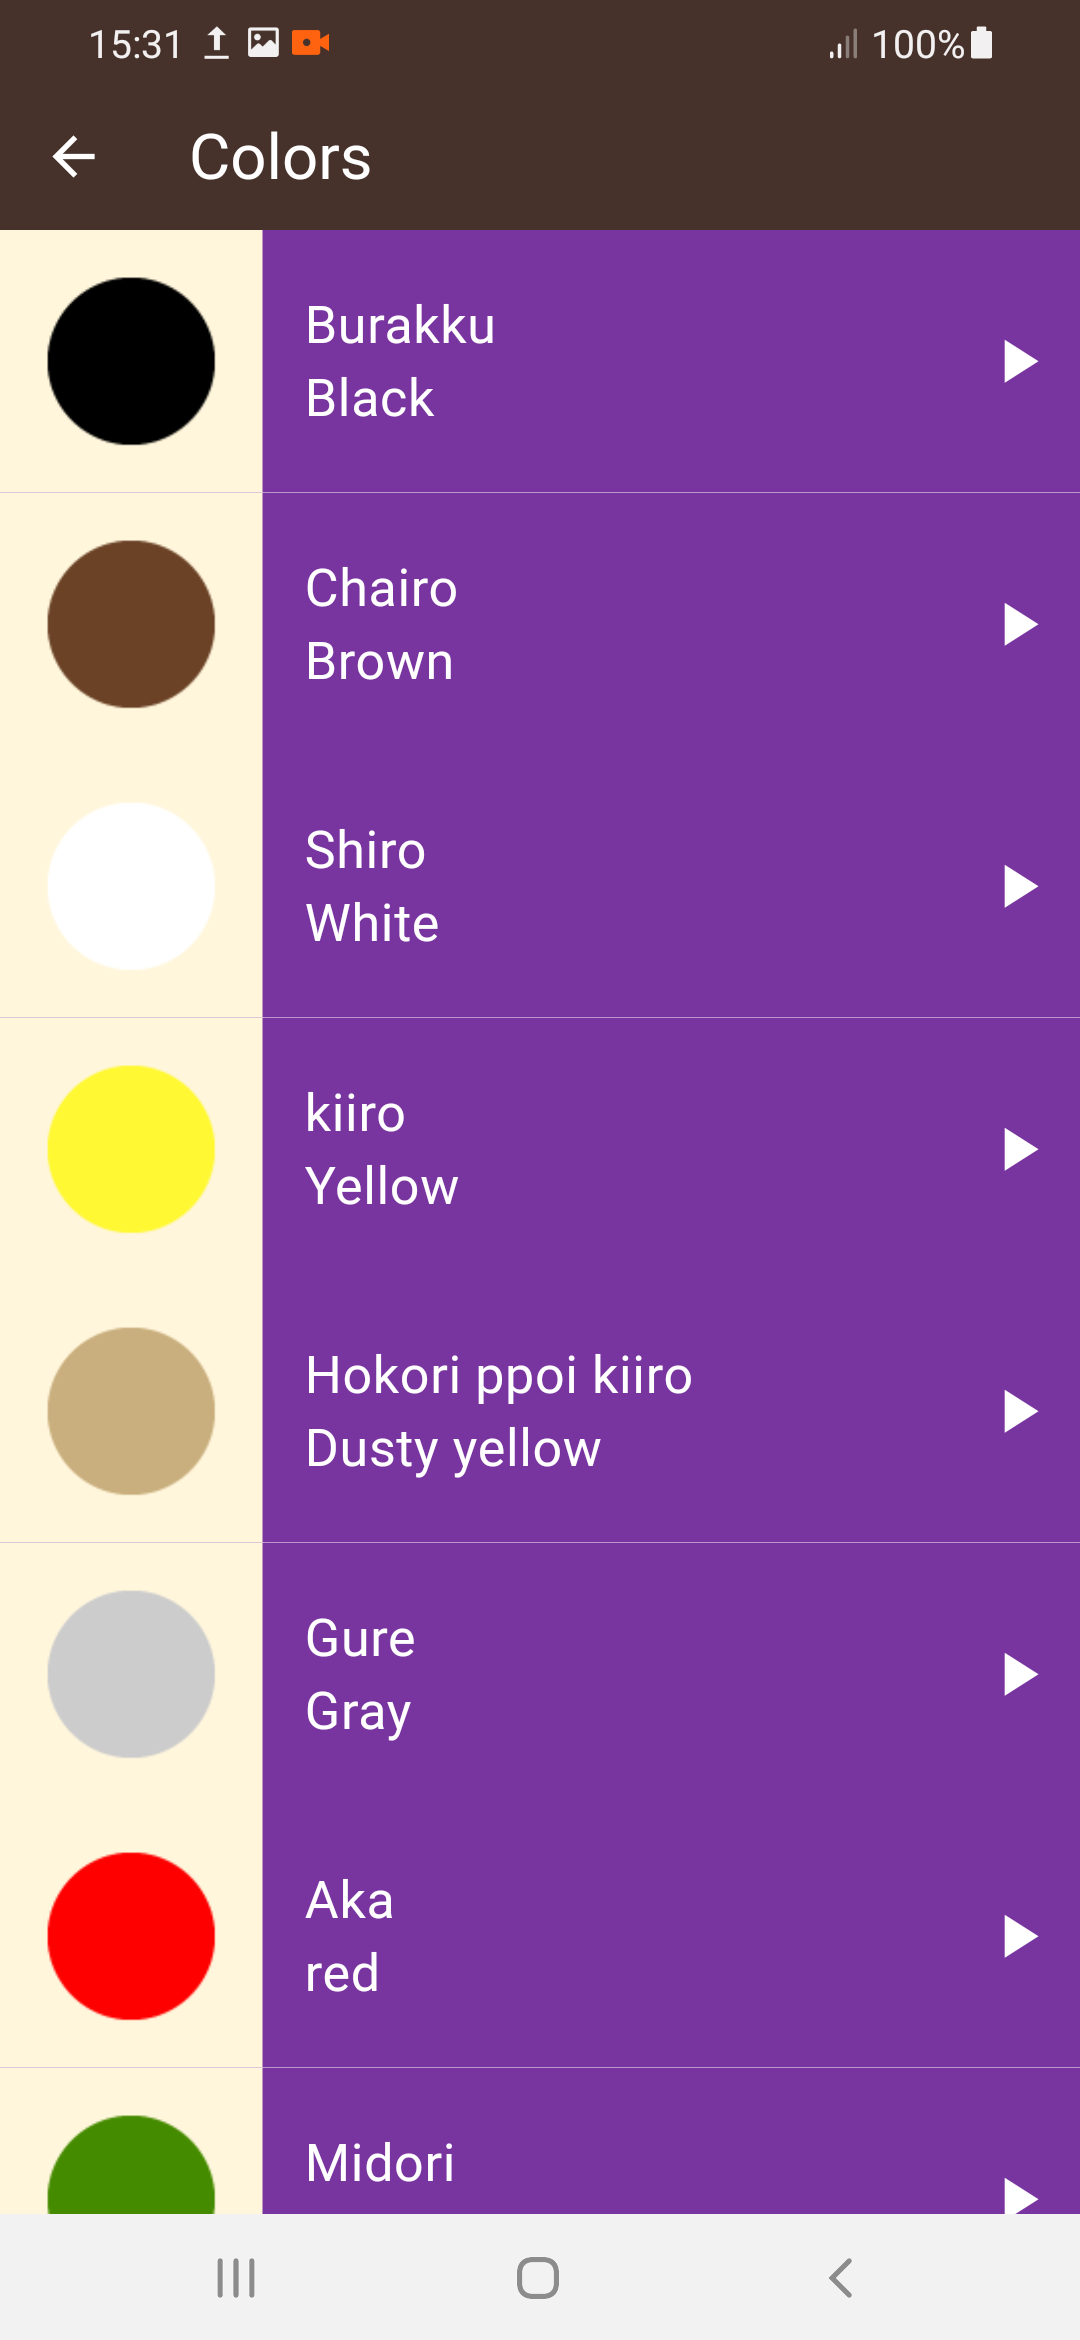 15:31
100%
Colors
Burakku
Black
Chairo
Brown
Shiro
White
kiiro
Yellow
Hokori ppoi kiiro
Dusty yellow
Gure
Gray
Aka
red
Midori